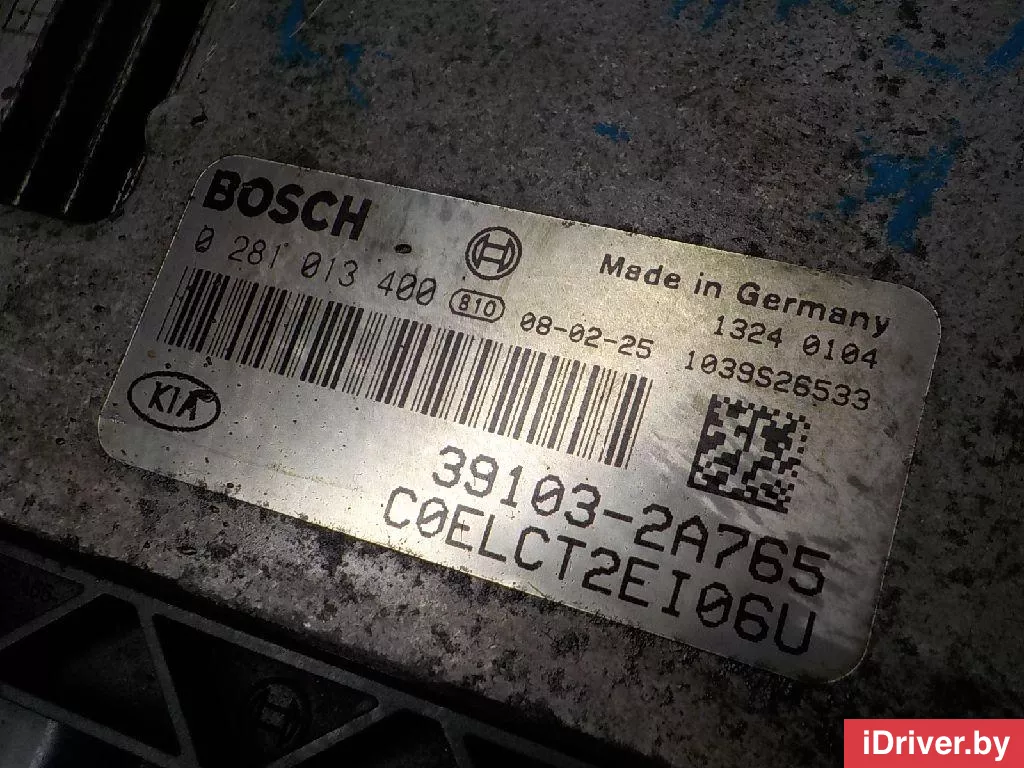 BOSCH
0 281 013 400
810
08-02-25
Made in Germany
1324 0104
1039S26533
KIA
39103-2A765
C0ELCT2EI06U
iDriver.by